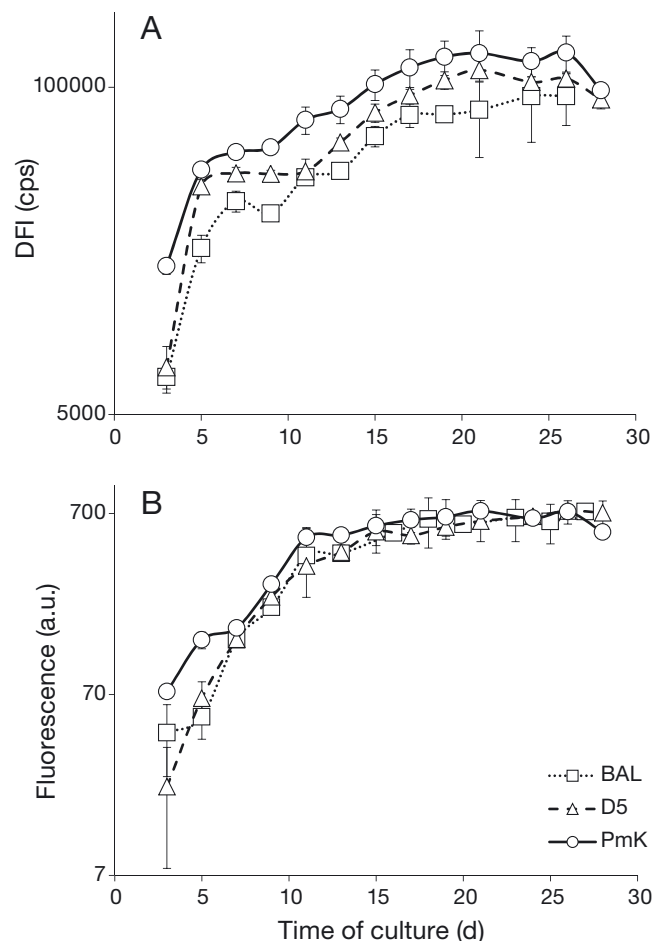 A
100000
DFI (cps)
5000
0 5 10 15 20 25 30
B
700
Fluorescence (a.u.)
70
BAL
D5
PmK
7
0 5 10 15 20 25 30
Time of culture (d)